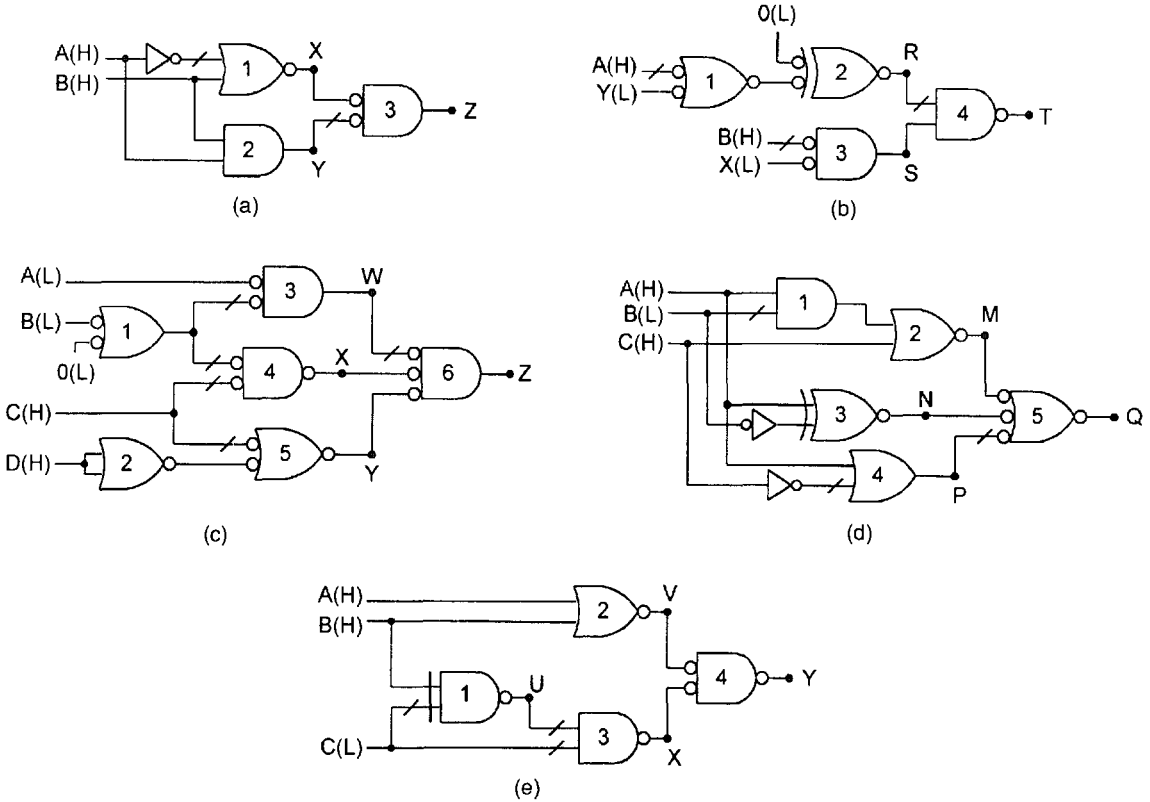 A(H)
B(H)
1
X
2
Y
3
Z
(a)
0(L)
A(H)
Y(L)
1
2
R
B(H)
X(L)
3
S
4
T
(b)
A(L)
B(L)
0(L)
1
3
W
4
X
C(H)
D(H)
2
5
Y
6
Z
(c)
A(H)
B(L)
C(H)
1
2
M
3
N
4
P
5
Q
(d)
A(H)
B(H)
2
V
1
U
C(L)
3
X
4
Y
(e)